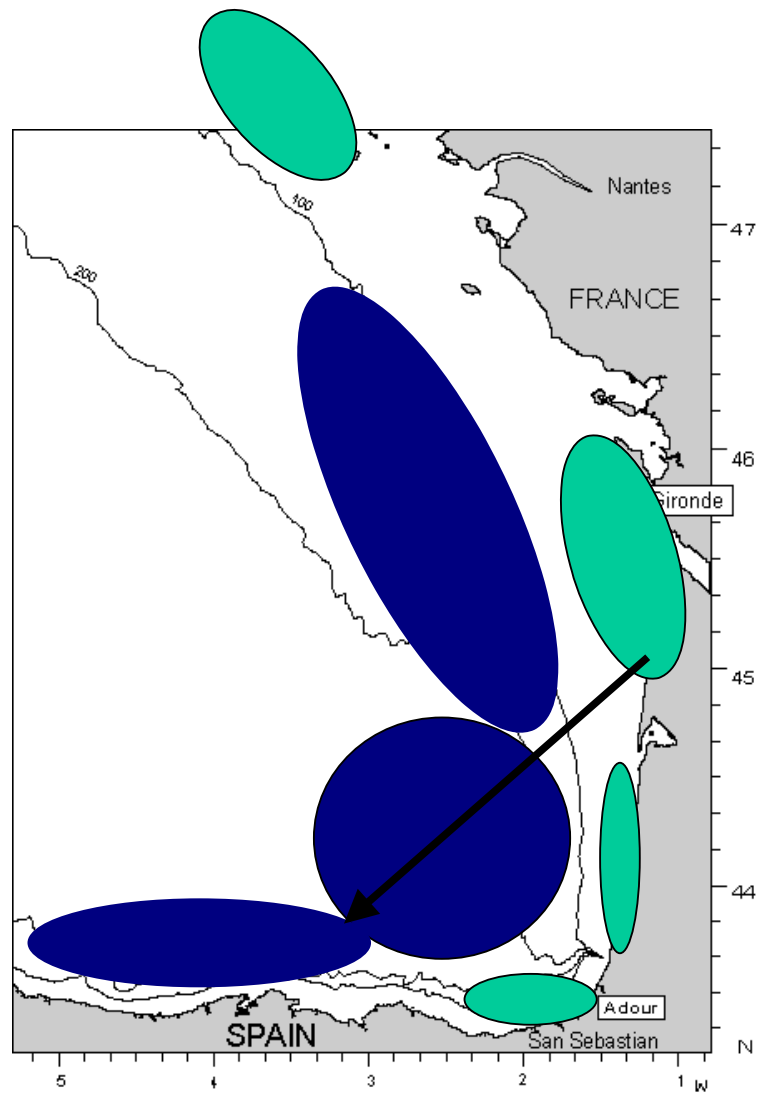 Nantes
100
47
200
FRANCE
46
Gironde
45
44
Adour
SPAIN
San Sebastian
N
5 4 3 2 1 W